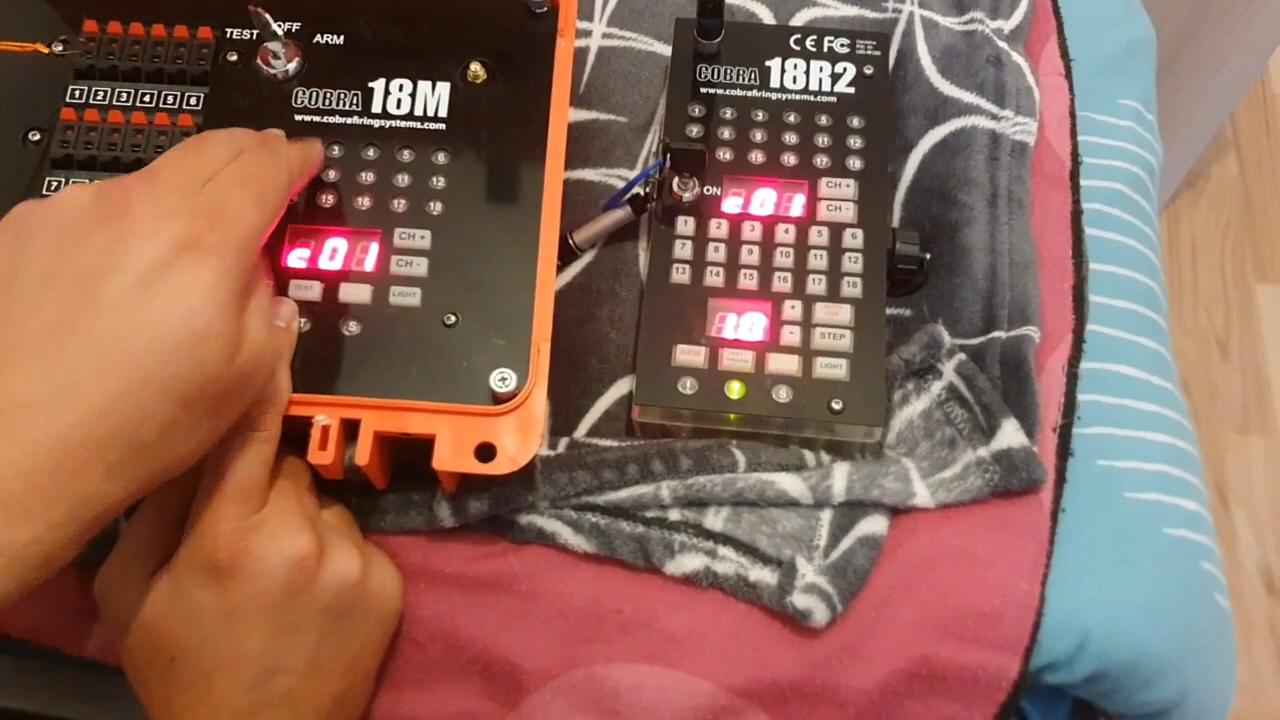 TEST OFF ARM
1 2 3 4 5 6
7
COBRA 18M
www.cobrafiringsystems.com
3 4 5 6
9 10 11 12
15 16 17 18
c01
CH +
CH -
TEST
LIGHT
S
CE FC
COBRA 18R2
www.cobrafiringsystems.com
1 2 3 4 5 6
7 8 9 10 11 12
14 15 16 17 18
ON
c01
CH +
CH -
1 2 3 4 5 6
7 8 9 10 11 12
13 14 15 16 17 18
18
+
-
STEP
LIGHT
S